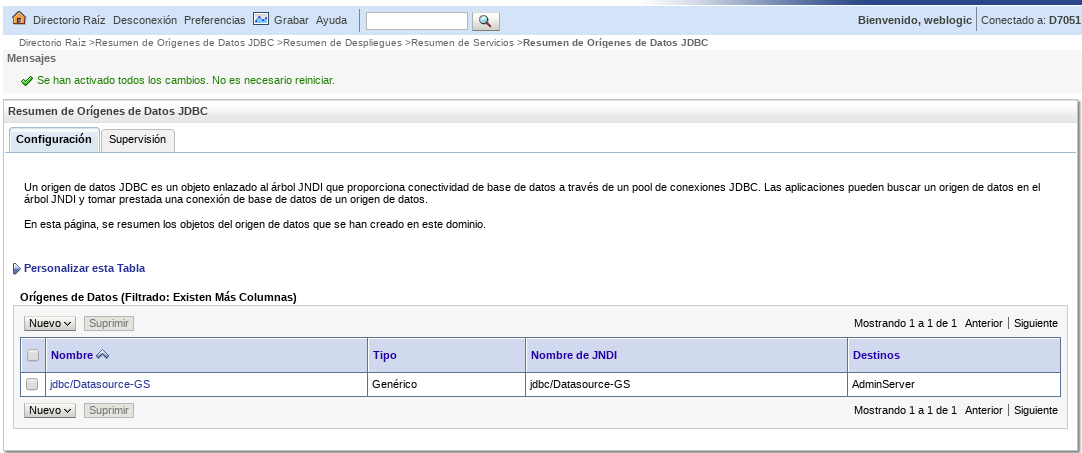 Directorio Raíz Desconexión Preferencias Grabar Ayuda Bienvenido, weblogic Conectado a: D7051
Directorio Raíz >Resumen de Orígenes de Datos JDBC >Resumen de Despliegues >Resumen de Servicios >Resumen de Orígenes de Datos JDBC
Mensajes
Se han activado todos los cambios. No es necesario reiniciar.
Resumen de Orígenes de Datos JDBC
Configuración Supervisión
Un origen de datos JDBC es un objeto enlazado al árbol JNDI que proporciona conectividad de base de datos a través de un pool de conexiones JDBC. Las aplicaciones pueden buscar un origen de datos en el
árbol JNDI y tomar prestada una conexión de base de datos de un origen de datos.
En esta página, se resumen los objetos del origen de datos que se han creado en este dominio.
Personalizar esta Tabla
Orígenes de Datos (Filtrado: Existen Más Columnas)
Nuevo Suprimir Mostrando 1 a 1 de 1 Anterior Siguiente
Nombre Tipo Nombre de JNDI Destinos
jdbc/Datasource-GS Genérico jdbc/Datasource-GS AdminServer
Nuevo Suprimir Mostrando 1 a 1 de 1 Anterior Siguiente